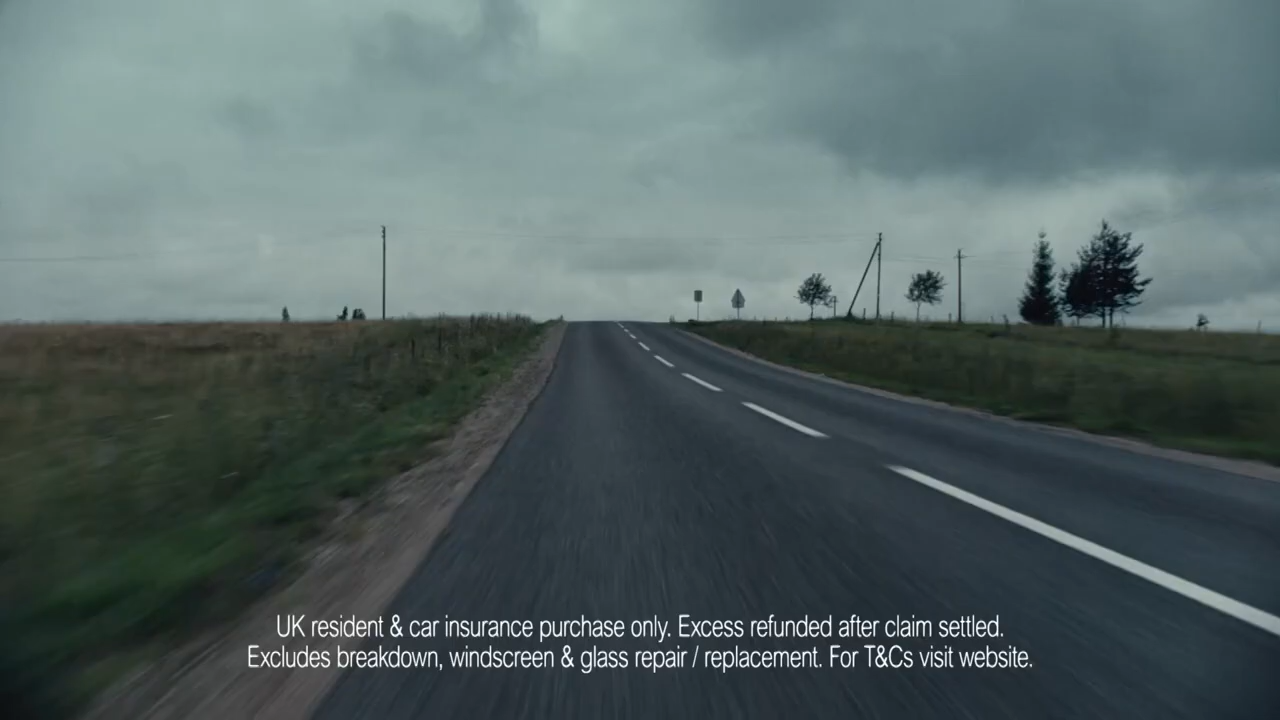 UK resident & car insurance purchase only. Excess refunded after claim settled.
Excludes breakdown, windscreen & glass repair / replacement. For T&Cs visit website.